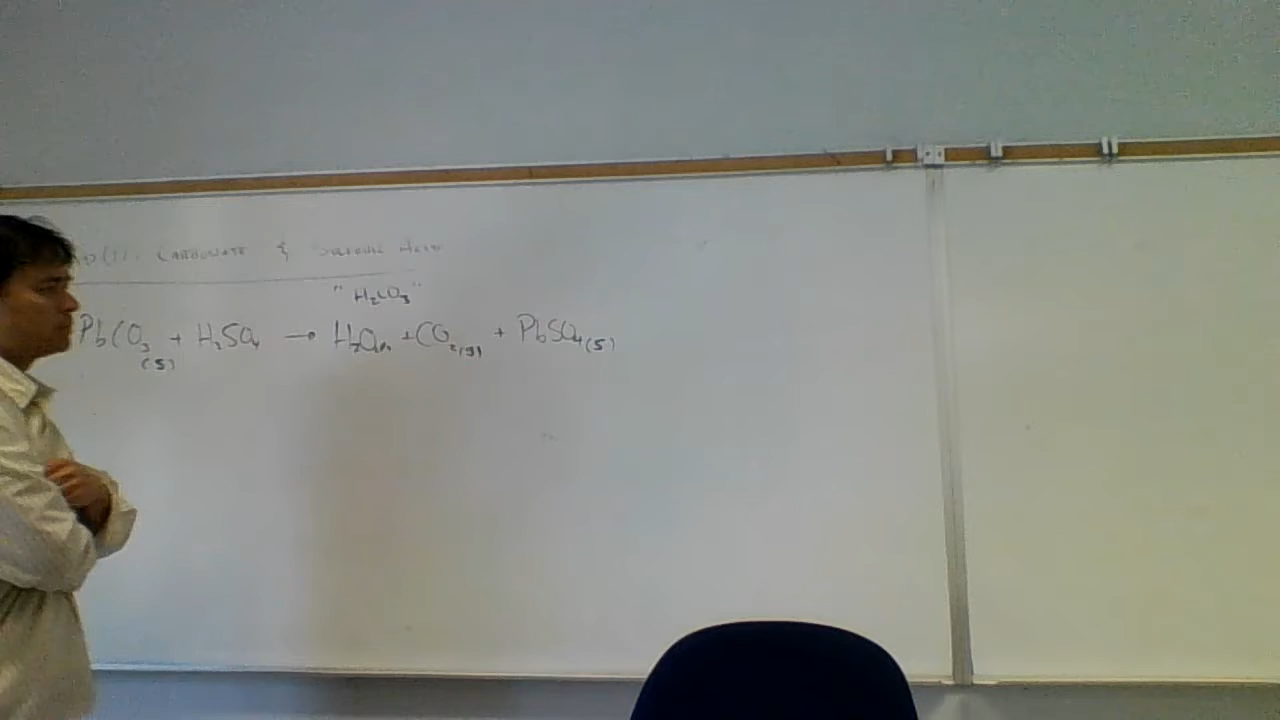 CARBONATE & SULFURIC ACID
"H₂CO₃"
PbCO₃(s) + H₂SO₄ → H₂O(l) + CO₂(g) + PbSO₄(s)